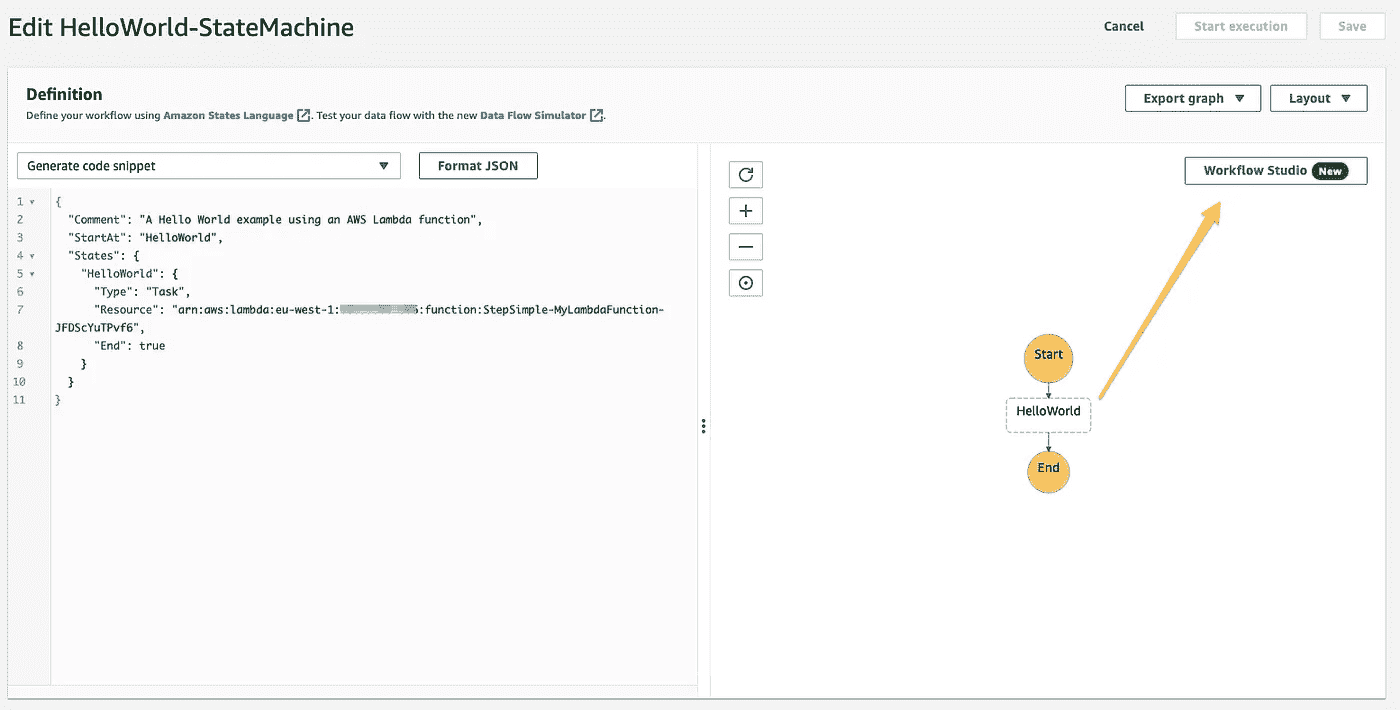 Edit HelloWorld-StateMachine
Cancel
Start execution
Save
Definition
Define your workflow using Amazon States Language. Test your data flow with the new Data Flow Simulator.
Export graph
Layout
Generate code snippet
Format JSON
Workflow Studio New
1 {
2 "Comment": "A Hello World example using an AWS Lambda function",
3 "StartAt": "HelloWorld",
4 "States": {
5 "HelloWorld": {
6 "Type": "Task",
7 "Resource": "arn:aws:lambda:eu-west-1: :function:StepSimple-MyLambdaFunction-
JFDScYuTPvf6",
8 "End": true
9 }
10 }
11 }
Start
HelloWorld
End